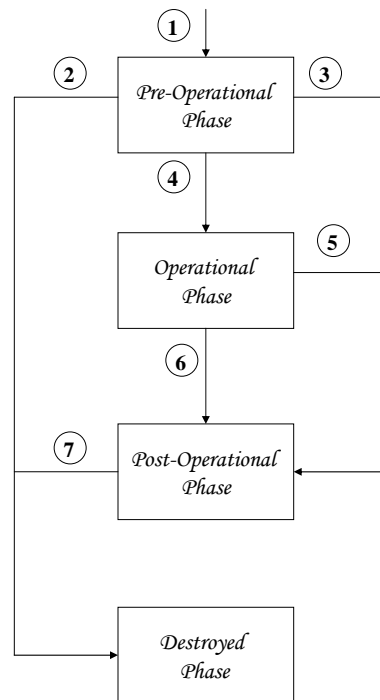 1
2
3
Pre-Operational
Phase
4
5
Operational
Phase
6
7
Post-Operational
Phase
Destroyed
Phase